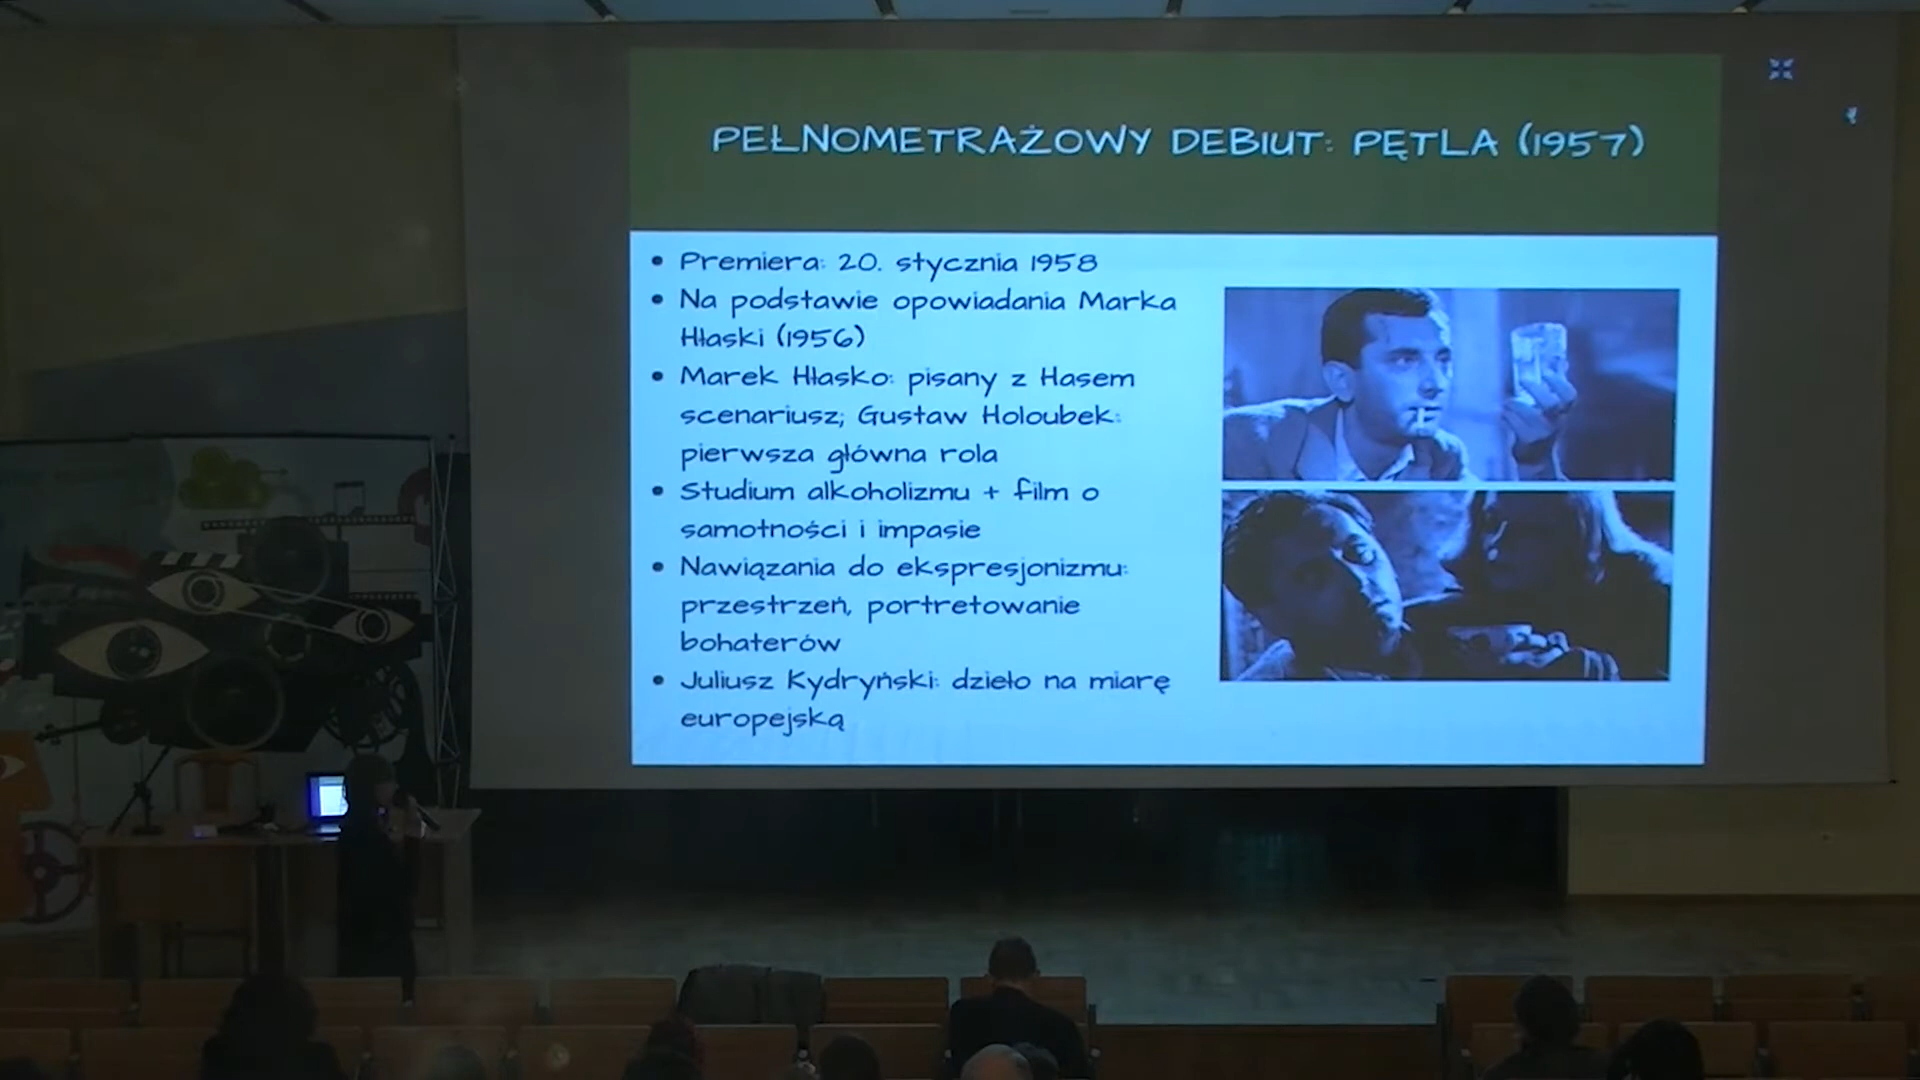 PEŁNOMETRAŻOWY DEBIUT: PĘTLA (1957)
• Premiera: 20. stycznia 1958
• Na podstawie opowiadania Marka
Hłaski (1956)
• Marek Hłasko: pisany z Hasem
scenariusz; Gustaw Holoubek:
pierwsza główna rola
• Studium alkoholizmu + film o
samotności i impasie
• Nawiązania do ekspresjonizmu:
przestrzeń, portretowanie
bohaterów
• Juliusz Kydryński: dzieło na miarę
europejską